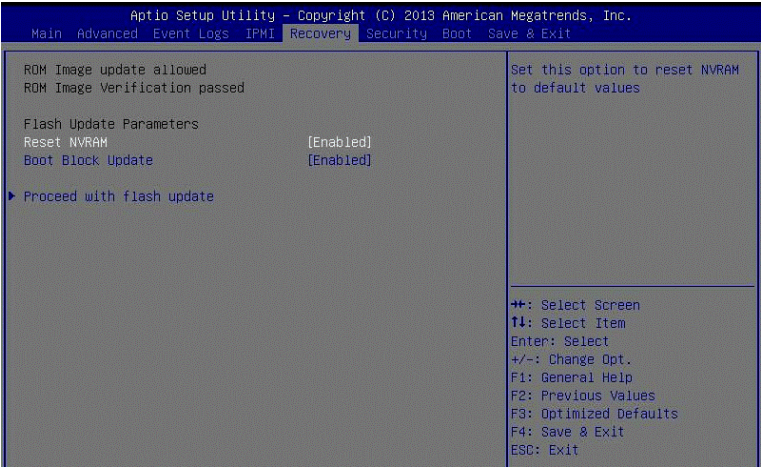 Aptio Setup Utility – Copyright (C) 2013 American Megatrends, Inc.
Main Advanced Event Logs IPMI Recovery Security Boot Save & Exit
ROM Image update allowed
ROM Image Verification passed
Flash Update Parameters
Reset NVRAM [Enabled]
Boot Block Update [Enabled]
▶ Proceed with flash update
Set this option to reset NVRAM
to default values
→←: Select Screen
↑↓: Select Item
Enter: Select
+/-: Change Opt.
F1: General Help
F2: Previous Values
F3: Optimized Defaults
F4: Save & Exit
ESC: Exit